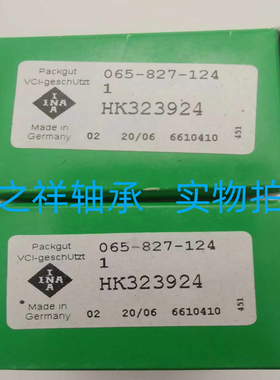 Packgut
VCI-geschützt
065-827-124
1
HK323924
INA
Made in
Germany
02 20/06 6610410
451
之祥轴承 实物拍
Packgut
VCI-geschützt
065-827-124
1
HK323924
INA
Made in
Germany
02 20/06 6610410
451